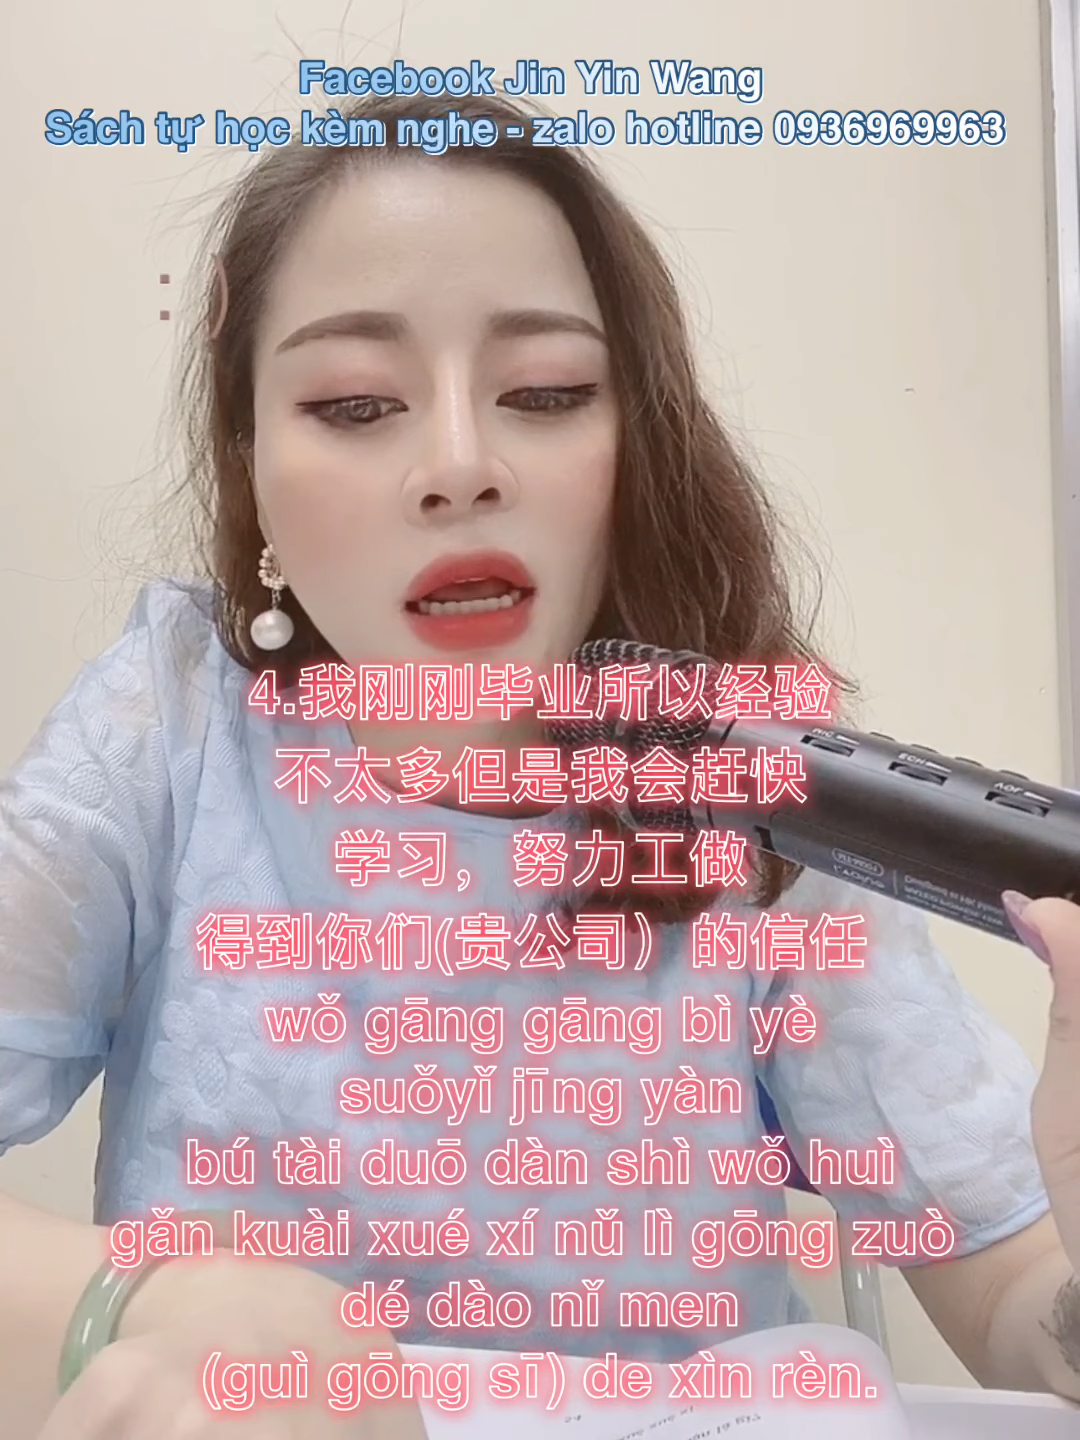 Facebook Jin Yin Wang
Sách tự học kèm nghe - zalo hotline 0936969963
: )
4.我刚刚毕业所以经验
不太多但是我会赶快
学习，努力工做
得到你们(贵公司）的信任
wǒ gāng gāng bì yè
suǒyǐ jīng yàn
bú tài duō dàn shì wǒ huì
gǎn kuài xué xí nǔ lì gōng zuò
dé dào nǐ men
(guì gōng sī) de xìn rèn.
MIC
ECH
VOL